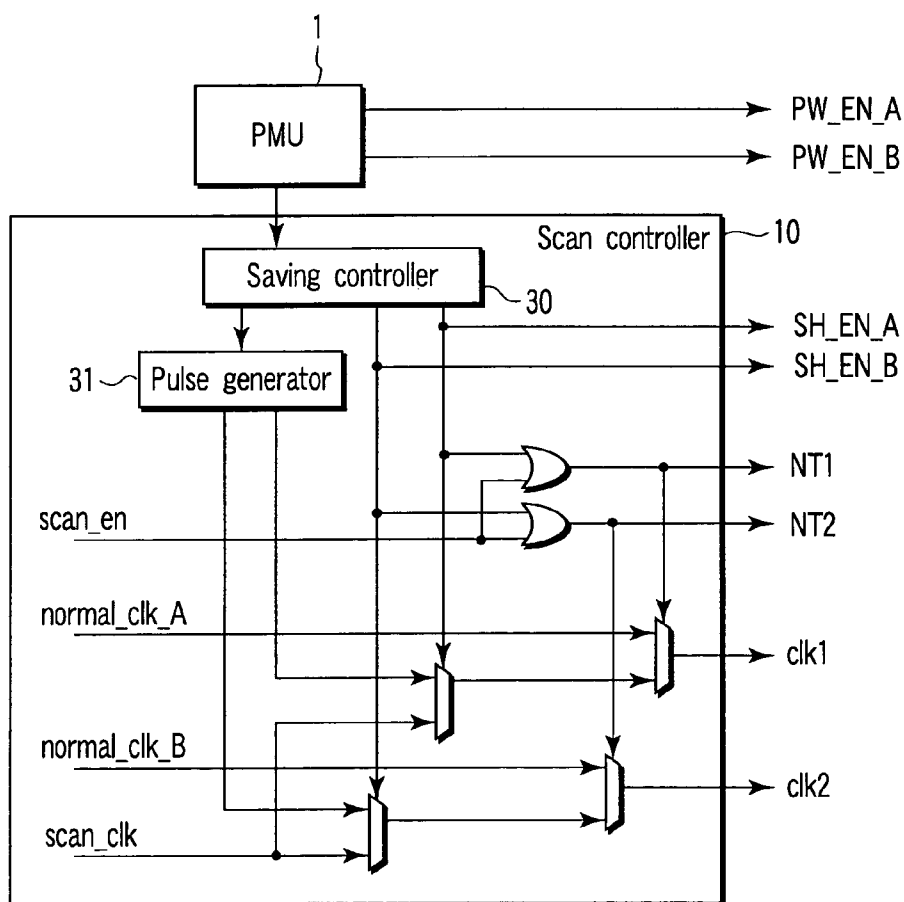 1
PMU
PW_EN_A
PW_EN_B
Scan controller
10
Saving controller
30
SH_EN_A
SH_EN_B
31
Pulse generator
NT1
scan_en
NT2
normal_clk_A
clk1
normal_clk_B
clk2
scan_clk